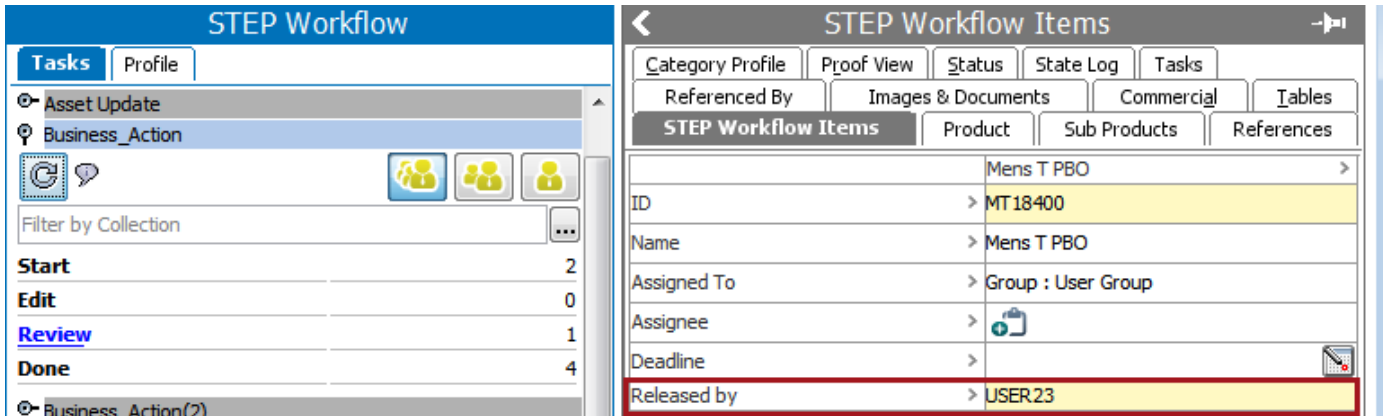 STEP Workflow
Tasks Profile
Asset Update
Business_Action
Filter by Collection ...
Start 2
Edit 0
Review 1
Done 4
Business_Action(2)
STEP Workflow Items
Category Profile Proof View Status State Log Tasks
Referenced By Images & Documents Commercial Tables
STEP Workflow Items Product Sub Products References
Mens T PBO >
ID > MT18400
Name > Mens T PBO
Assigned To > Group : User Group
Assignee >
Deadline >
Released by > USER23